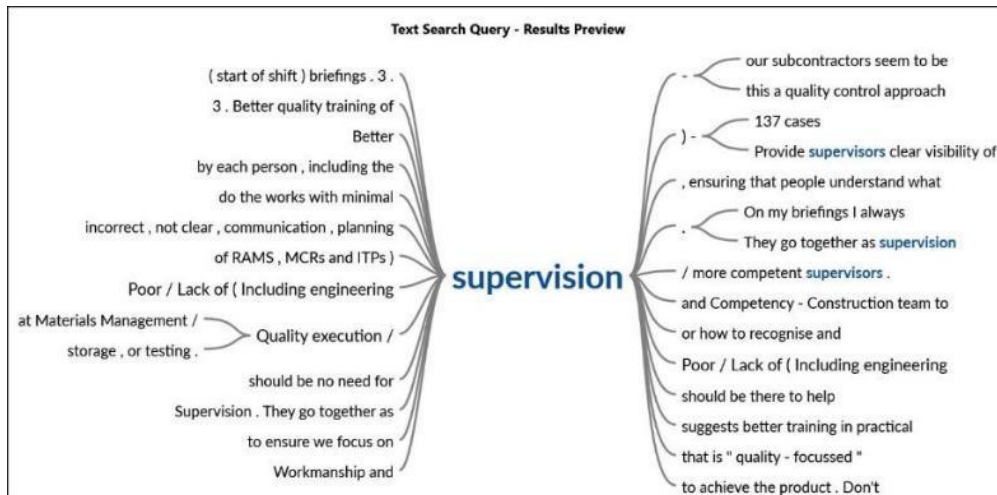 Text Search Query - Results Preview
( start of shift ) briefings . 3 .
3 . Better quality training of
Better
by each person , including the
do the works with minimal
incorrect , not clear , communication , planning
of RAMS , MCRs and ITPs )
Poor / Lack of ( Including engineering
at Materials Management /
storage , or testing .
Quality execution /
should be no need for
Supervision . They go together as
to ensure we focus on
Workmanship and
supervision
-
our subcontractors seem to be
this a quality control approach
) -
137 cases
Provide supervisors clear visibility of
, ensuring that people understand what
.
On my briefings I always
They go together as supervision
/ more competent supervisors .
and Competency - Construction team to
or how to recognise and
Poor / Lack of ( Including engineering
should be there to help
suggests better training in practical
that is " quality - focussed "
to achieve the product . Don't